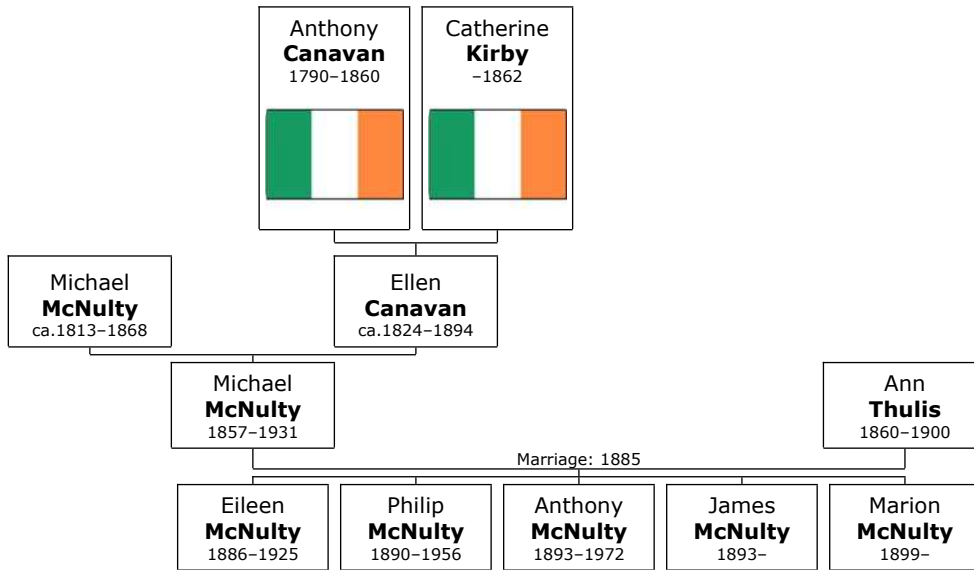 Anthony
Canavan
1790–1860
Catherine
Kirby
–1862
Michael
McNulty
ca.1813–1868
Ellen
Canavan
ca.1824–1894
Michael
McNulty
1857–1931
Ann
Thulis
1860–1900
Marriage: 1885
Eileen
McNulty
1886–1925
Philip
McNulty
1890–1956
Anthony
McNulty
1893–1972
James
McNulty
1893–
Marion
McNulty
1899–